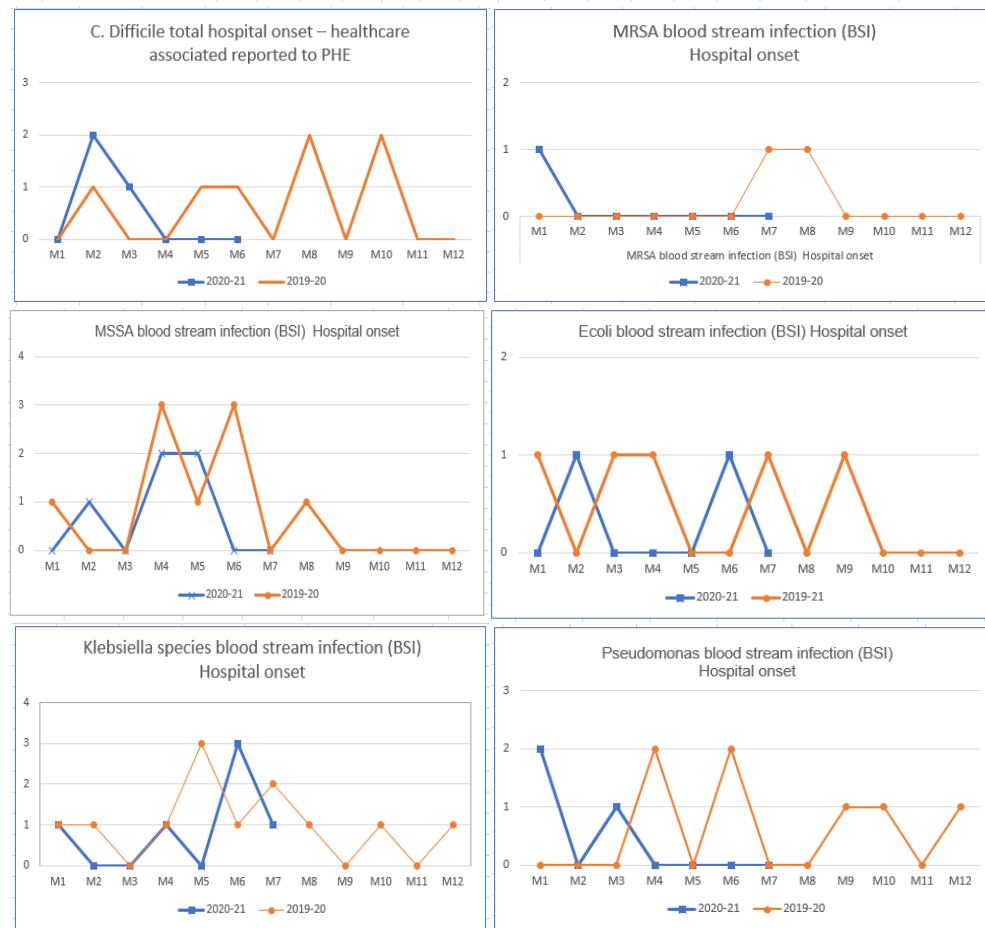 C. Difficile total hospital onset – healthcare
associated reported to PHE
3
2
1
0
M1 M2 M3 M4 M5 M6 M7 M8 M9 M10 M11 M12
2020-21 2019-20
MRSA blood stream infection (BSI)
Hospital onset
2
1
0
M1 M2 M3 M4 M5 M6 M7 M8 M9 M10 M11 M12
MRSA blood stream infection (BSI) Hospital onset
2020-21 2019-20
MSSA blood stream infection (BSI) Hospital onset
4
3
2
1
0
M1 M2 M3 M4 M5 M6 M7 M8 M9 M10 M11 M12
2020-21 2019-20
Ecoli blood stream infection (BSI) Hospital onset
2
1
0
M1 M2 M3 M4 M5 M6 M7 M8 M9 M10 M11 M12
2020-21 2019-21
Klebsiella species blood stream infection (BSI)
Hospital onset
4
3
2
1
0
M1 M2 M3 M4 M5 M6 M7 M8 M9 M10 M11 M12
2020-21 2019-20
Pseudomonas blood stream infection (BSI)
Hospital onset
3
2
1
0
M1 M2 M3 M4 M5 M6 M7 M8 M9 M10 M11 M12
2020-21 2019-20